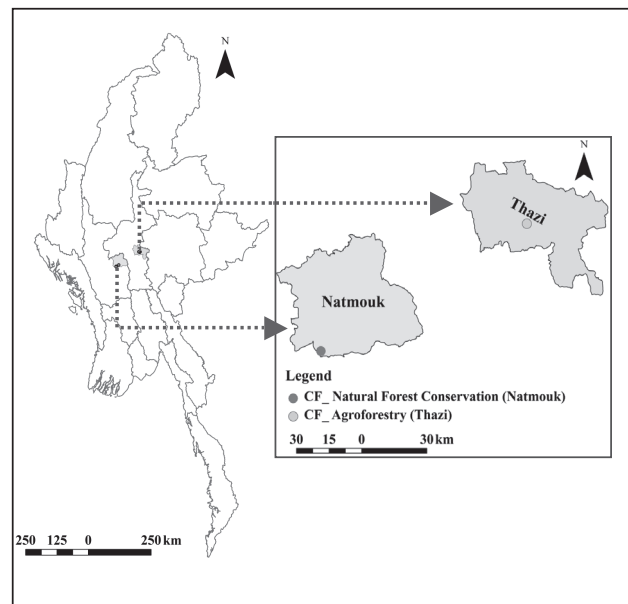 N
N
Thazi
Natmouk
Legend
CF_ Natural Forest Conservation (Natmouk)
CF_ Agroforestry (Thazi)
30 15 0 30 km
250 125 0 250 km